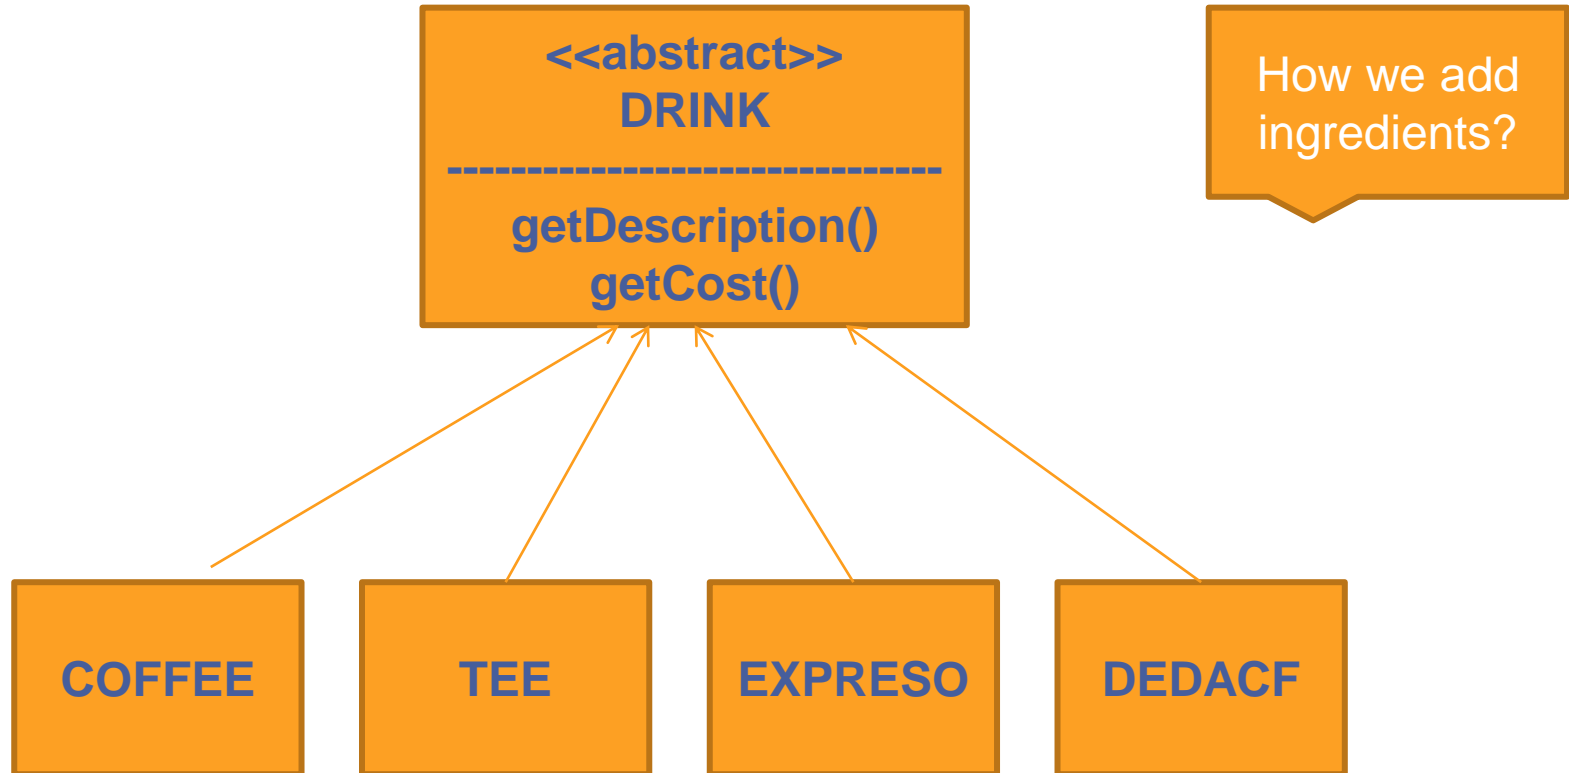 <<abstract>>
DRINK
-------------------------------
getDescription()
getCost()
How we add
ingredients?
COFFEE
TEE
EXPRESO
DEDACF